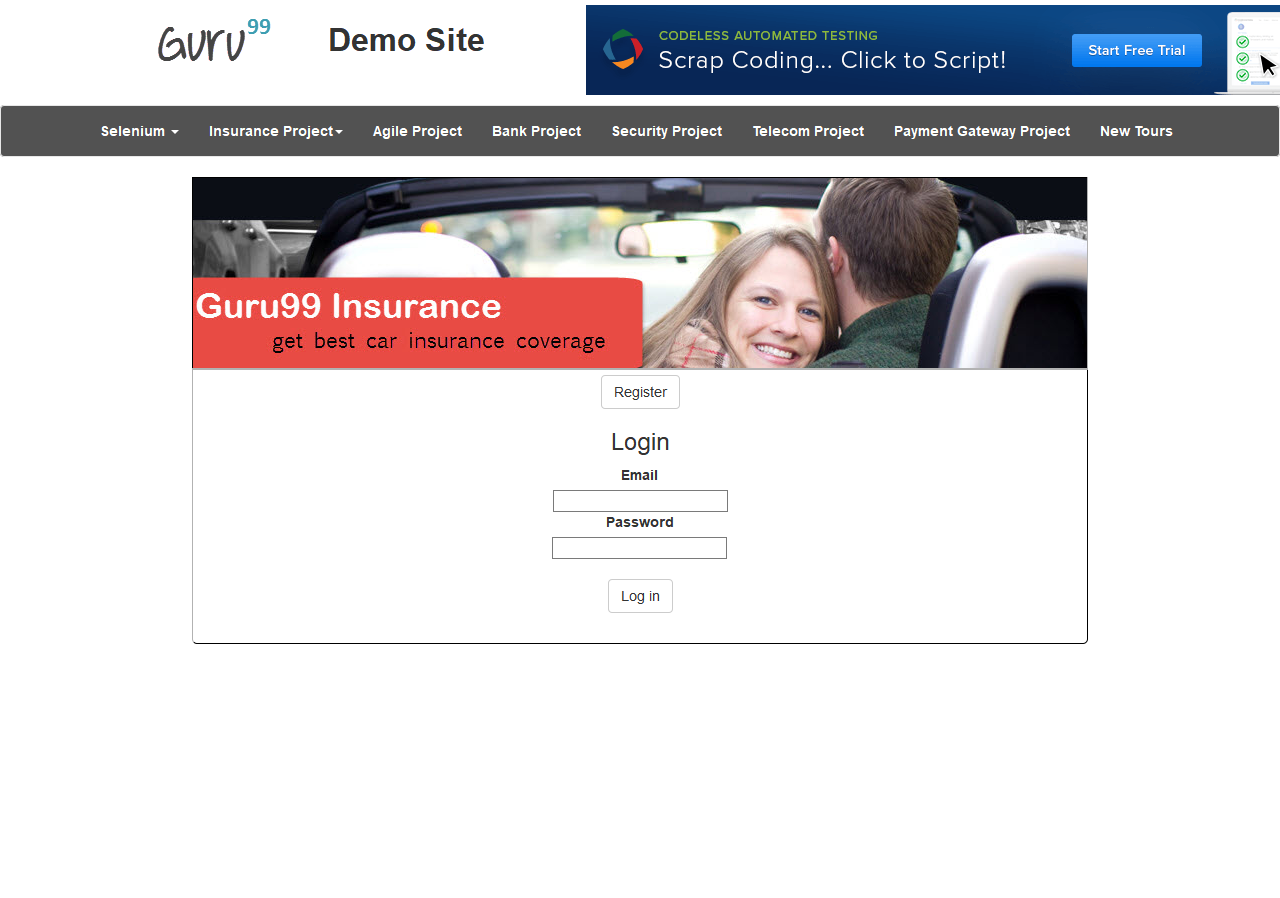 Guru99
Demo Site
CODELESS AUTOMATED TESTING
Scrap Coding... Click to Script!
Start Free Trial
Selenium Insurance Project Agile Project Bank Project Security Project Telecom Project Payment Gateway Project New Tours
Guru99 Insurance
get best car insurance coverage
Register
Login
Email
Password
Log in